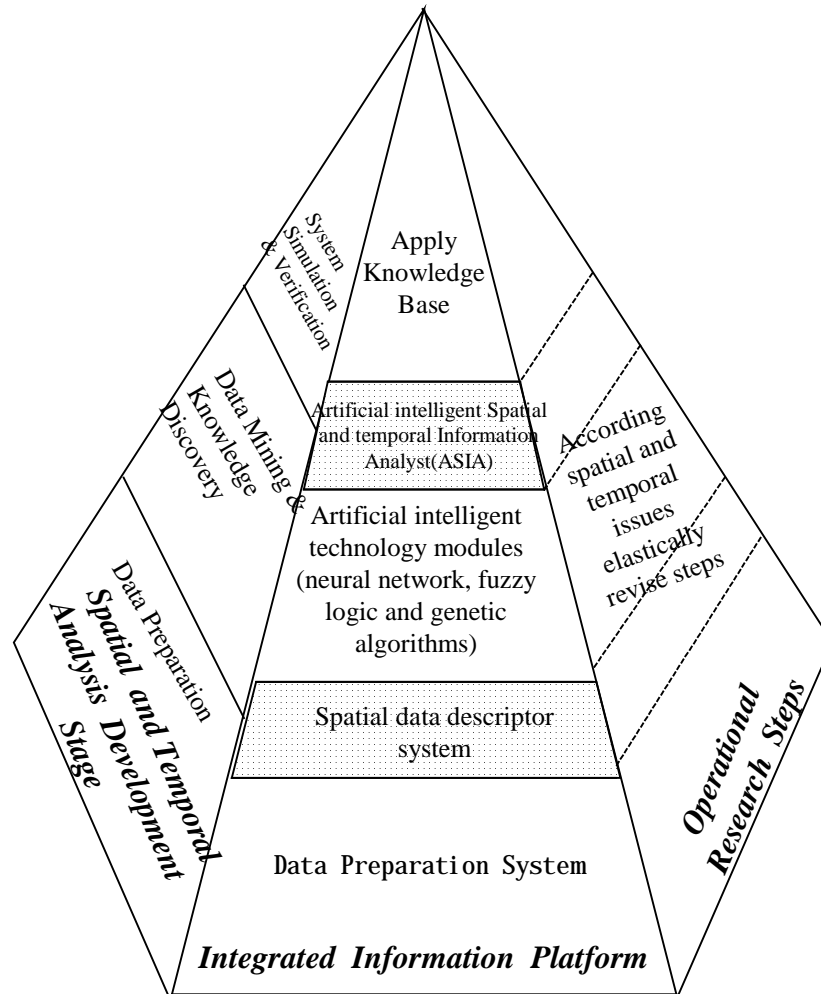 System
Simulation
& Verification
Data Mining &
Knowledge
Discovery
Data Preparation
Spatial and Temporal
Analysis Development
Stage
Apply
Knowledge
Base
Artificial intelligent Spatial
and temporal Information
Analyst(ASIA)
Artificial intelligent
technology modules
(neural network, fuzzy
logic and genetic
algorithms)
Spatial data descriptor
system
Data Preparation System
Integrated Information Platform
According
spatial and
temporal
issues
elastically
revise steps
Operational
Research Steps